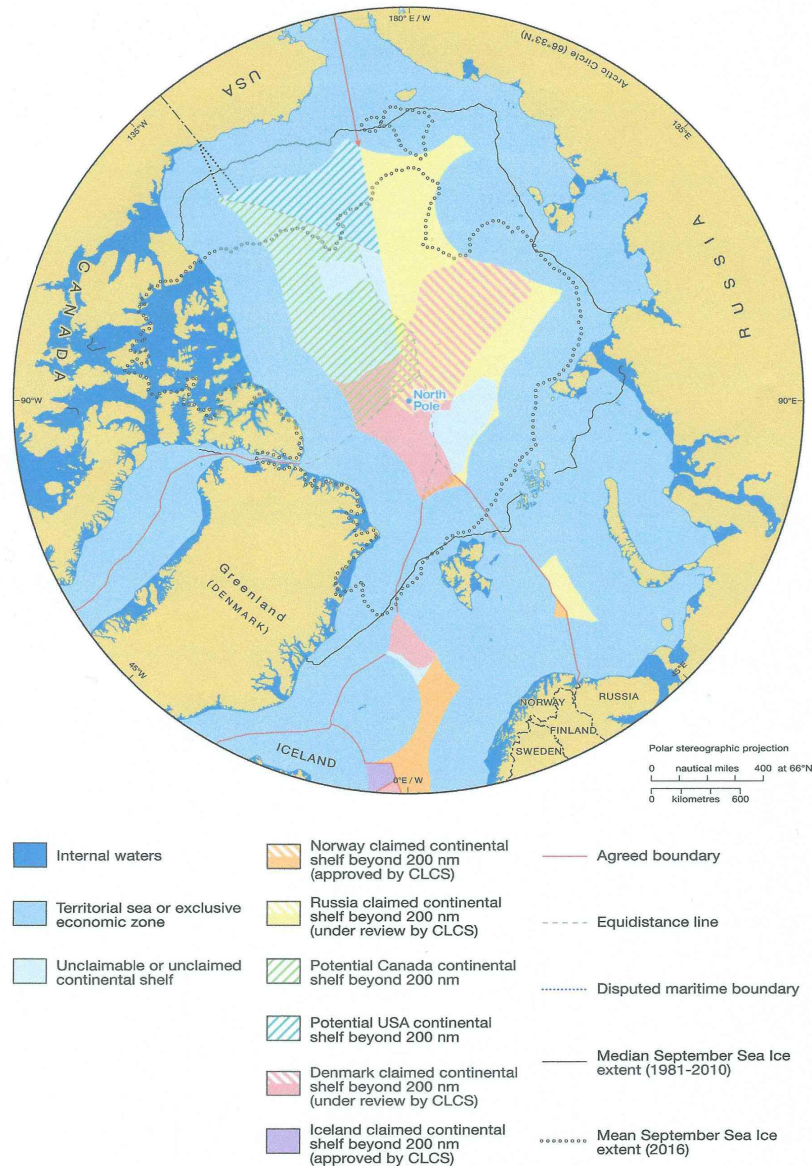 180° E / W
Arctic Circle (66°33'N)
USA
135°W
135°E
CANADA
RUSSIA
90°W
90°E
North
Pole
Greenland
(DENMARK)
45°W
45°E
NORWAY
RUSSIA
FINLAND
SWEDEN
ICELAND
0°E / W
Polar stereographic projection
0 nautical miles 400 at 66°N
0 kilometres 600
Internal waters
Territorial sea or exclusive
economic zone
Unclaimable or unclaimed
continental shelf
Norway claimed continental
shelf beyond 200 nm
(approved by CLCS)
Russia claimed continental
shelf beyond 200 nm
(under review by CLCS)
Potential Canada continental
shelf beyond 200 nm
Potential USA continental
shelf beyond 200 nm
Denmark claimed continental
shelf beyond 200 nm
(under review by CLCS)
Iceland claimed continental
shelf beyond 200 nm
(approved by CLCS)
Agreed boundary
Equidistance line
Disputed maritime boundary
Median September Sea Ice
extent (1981-2010)
Mean September Sea Ice
extent (2016)